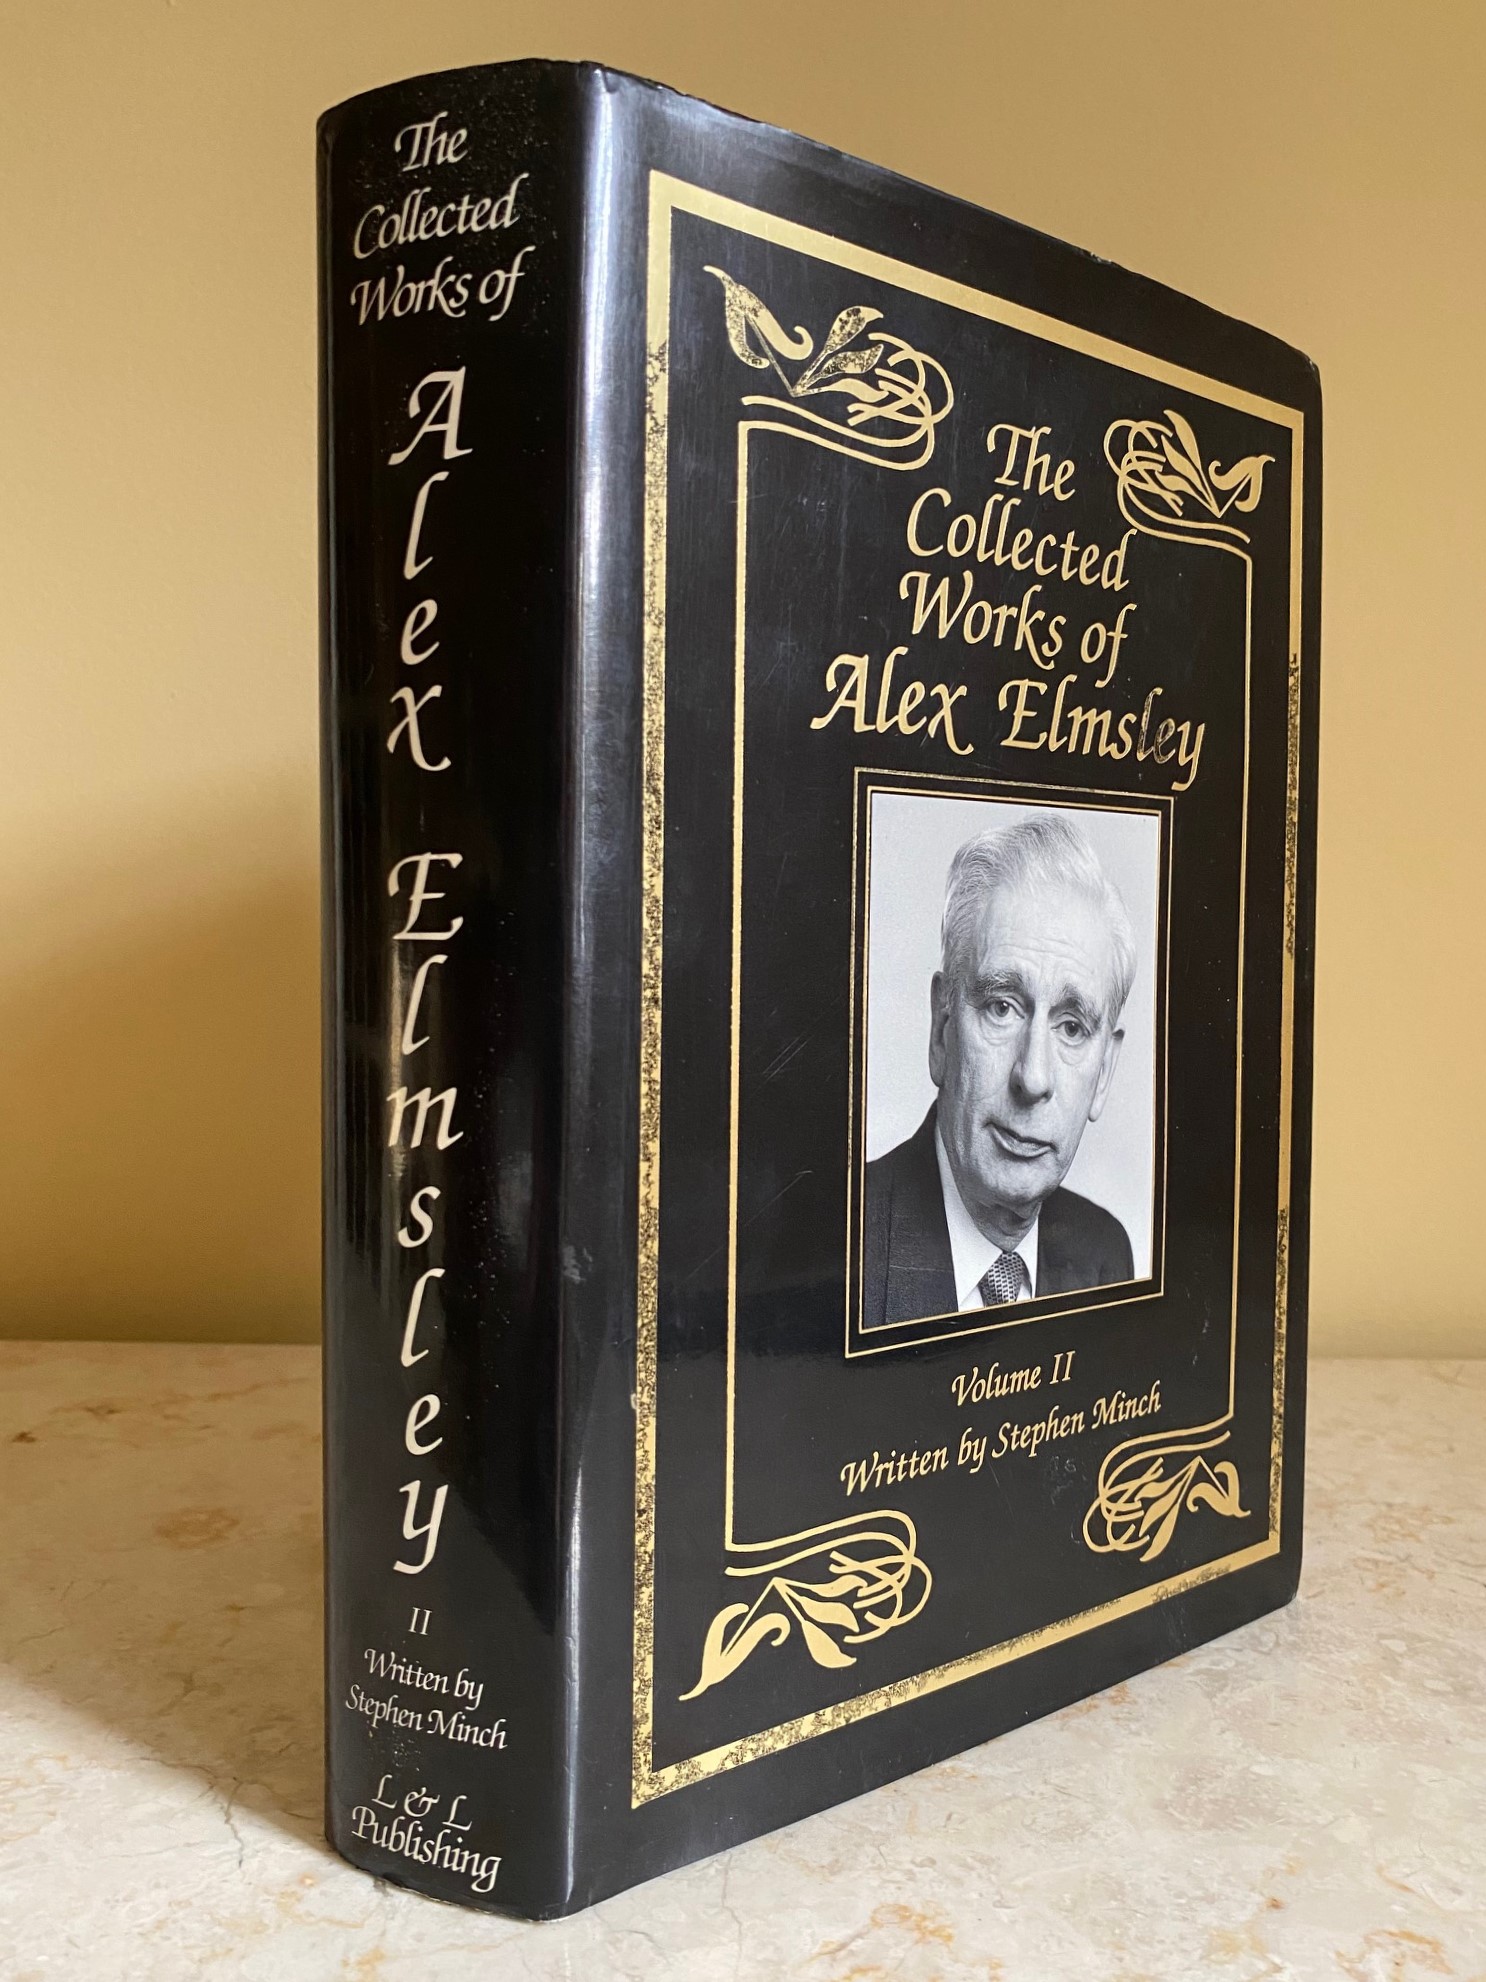 The
Collected
Works of
Alex Elmsley
II
Written by
Stephen Minch
L & L
Publishing
The
Collected
Works of
Alex Elmsley
Volume II
Written by Stephen Minch